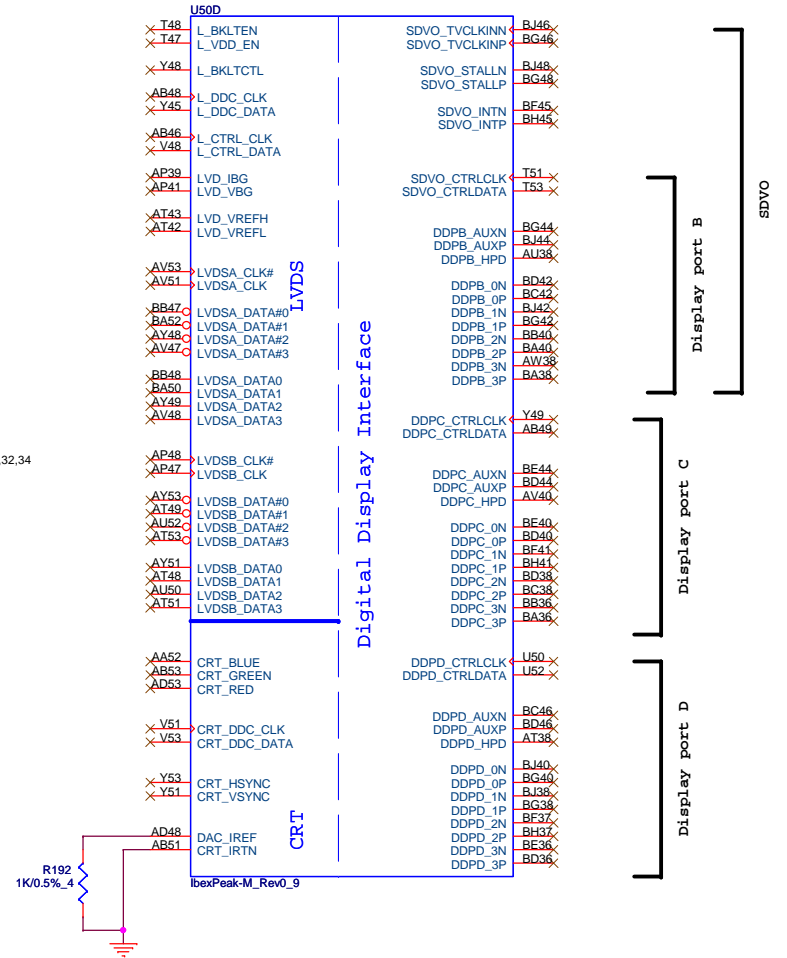 U50D
T48 L_BKLTEN
T47 L_VDD_EN
Y48 L_BKLTCTL
AB48 L_DDC_CLK
Y45 L_DDC_DATA
AB46 L_CTRL_CLK
V48 L_CTRL_DATA
AP39 LVD_IBG
AP41 LVD_VBG
AT43 LVD_VREFH
AT42 LVD_VREFL
AV53 LVDSA_CLK#
AV51 LVDSA_CLK
BB47 LVDSA_DATA#0
BA52 LVDSA_DATA#1
AY48 LVDSA_DATA#2
AV47 LVDSA_DATA#3
BB48 LVDSA_DATA0
BA50 LVDSA_DATA1
AY49 LVDSA_DATA2
AV48 LVDSA_DATA3
,32,34
AP48 LVDSB_CLK#
AP47 LVDSB_CLK
AY53 LVDSB_DATA#0
AT49 LVDSB_DATA#1
AU52 LVDSB_DATA#2
AT53 LVDSB_DATA#3
AY51 LVDSB_DATA0
AT48 LVDSB_DATA1
AU50 LVDSB_DATA2
AT51 LVDSB_DATA3
LVDS
AA52 CRT_BLUE
AB53 CRT_GREEN
AD53 CRT_RED
V51 CRT_DDC_CLK
V53 CRT_DDC_DATA
Y53 CRT_HSYNC
Y51 CRT_VSYNC
AD48 DAC_IREF
AB51 CRT_IRTN
CRT
R192
1K/0.5%_4
IbexPeak-M_Rev0_9
Digital Display Interface
SDVO_TVCLKINN BJ46
SDVO_TVCLKINP BG46
SDVO_STALLN BJ48
SDVO_STALLP BG48
SDVO_INTN BF45
SDVO_INTP BH45
SDVO_CTRLCLK T51
SDVO_CTRLDATA T53
DDPB_AUXN BG44
DDPB_AUXP BJ44
DDPB_HPD AU38
DDPB_0N BD42
DDPB_0P BC42
DDPB_1N BJ42
DDPB_1P BG42
DDPB_2N BB40
DDPB_2P BA40
DDPB_3N AW38
DDPB_3P BA38
Display port B
SDVO
DDPC_CTRLCLK Y49
DDPC_CTRLDATA AB49
DDPC_AUXN BE44
DDPC_AUXP BD44
DDPC_HPD AV40
DDPC_0N BE40
DDPC_0P BD40
DDPC_1N BF41
DDPC_1P BH41
DDPC_2N BD38
DDPC_2P BC38
DDPC_3N BB36
DDPC_3P BA36
Display port C
DDPD_CTRLCLK U50
DDPD_CTRLDATA U52
DDPD_AUXN BC46
DDPD_AUXP BD46
DDPD_HPD AT38
DDPD_0N BJ40
DDPD_0P BG40
DDPD_1N BJ38
DDPD_1P BG38
DDPD_2N BF37
DDPD_2P BH37
DDPD_3N BE36
DDPD_3P BD36
Display port D